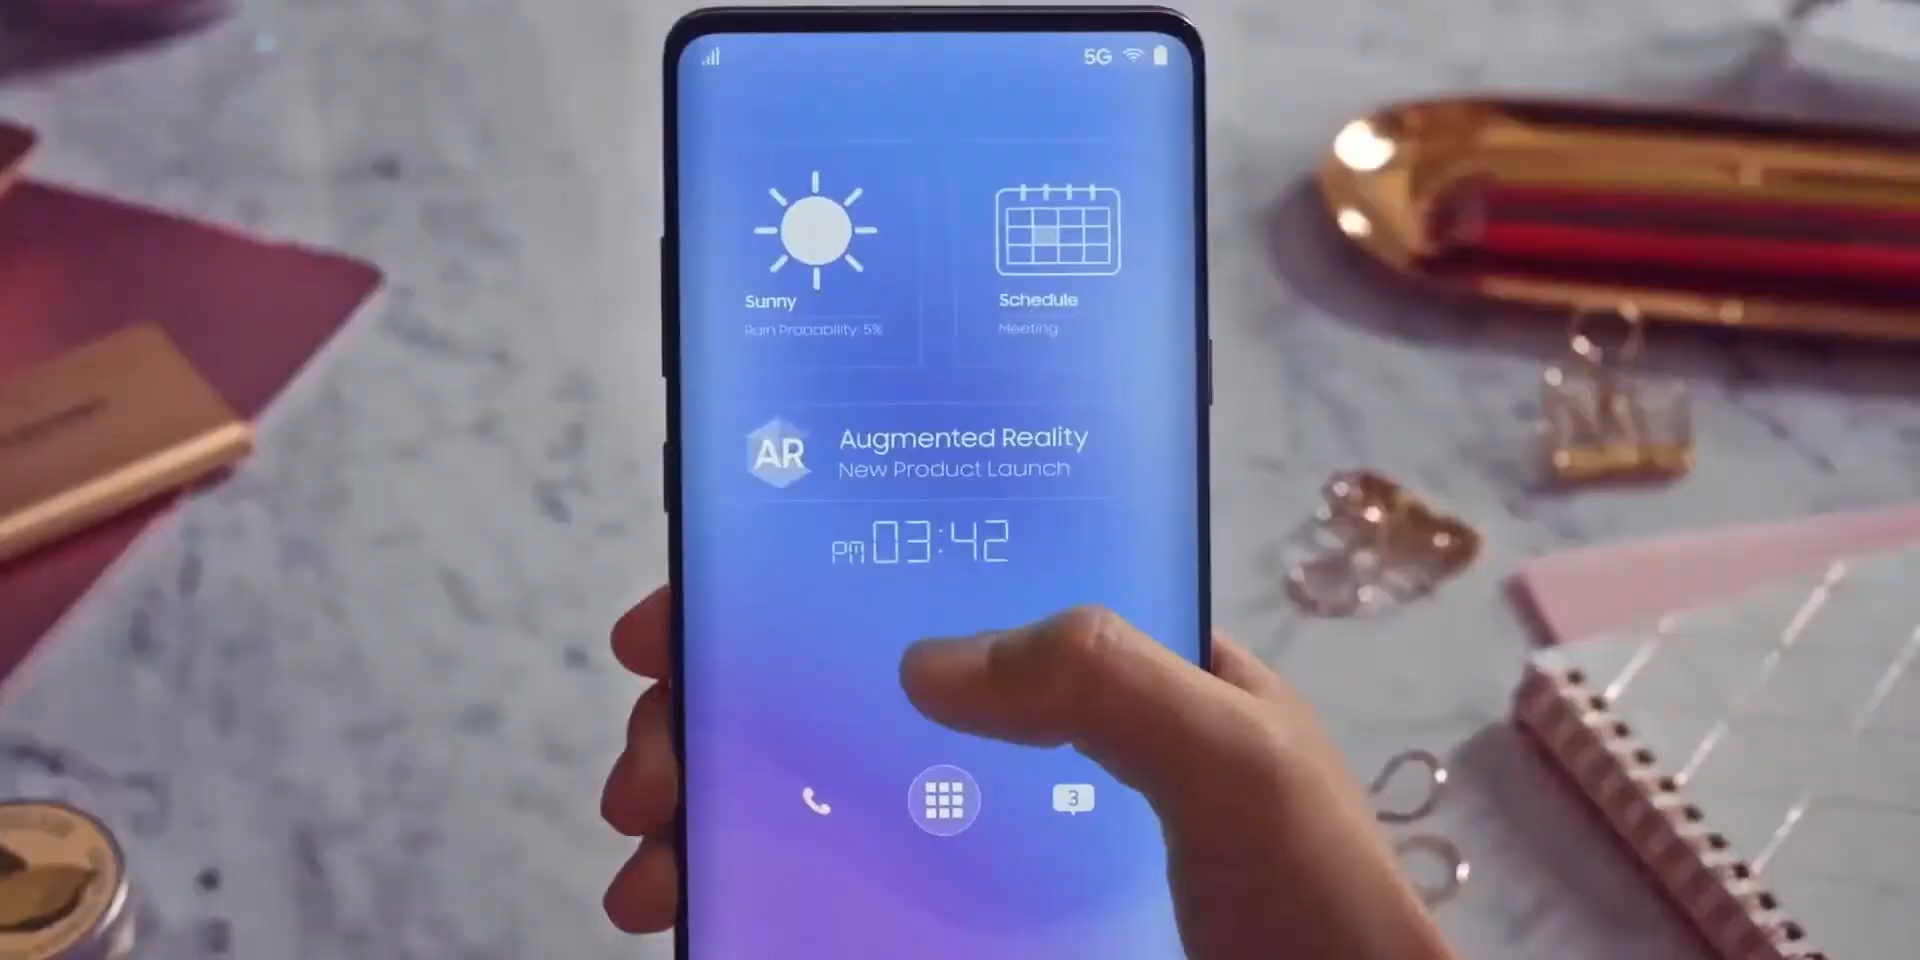 5G
Sunny
Rain Probability: 5%
Schedule
Meeting
AR
Augmented Reality
New Product Launch
PM 03:42
3